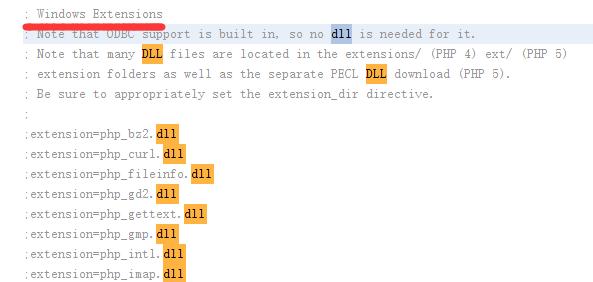 ; Windows Extensions
; Note that ODBC support is built in, so no dll is needed for it.
; Note that many DLL files are located in the extensions/ (PHP 4) ext/ (PHP 5)
; extension folders as well as the separate PECL DLL download (PHP 5).
; Be sure to appropriately set the extension_dir directive.
;
;extension=php_bz2.dll
;extension=php_curl.dll
;extension=php_fileinfo.dll
;extension=php_gd2.dll
;extension=php_gettext.dll
;extension=php_gmp.dll
;extension=php_intl.dll
;extension=php_imap.dll